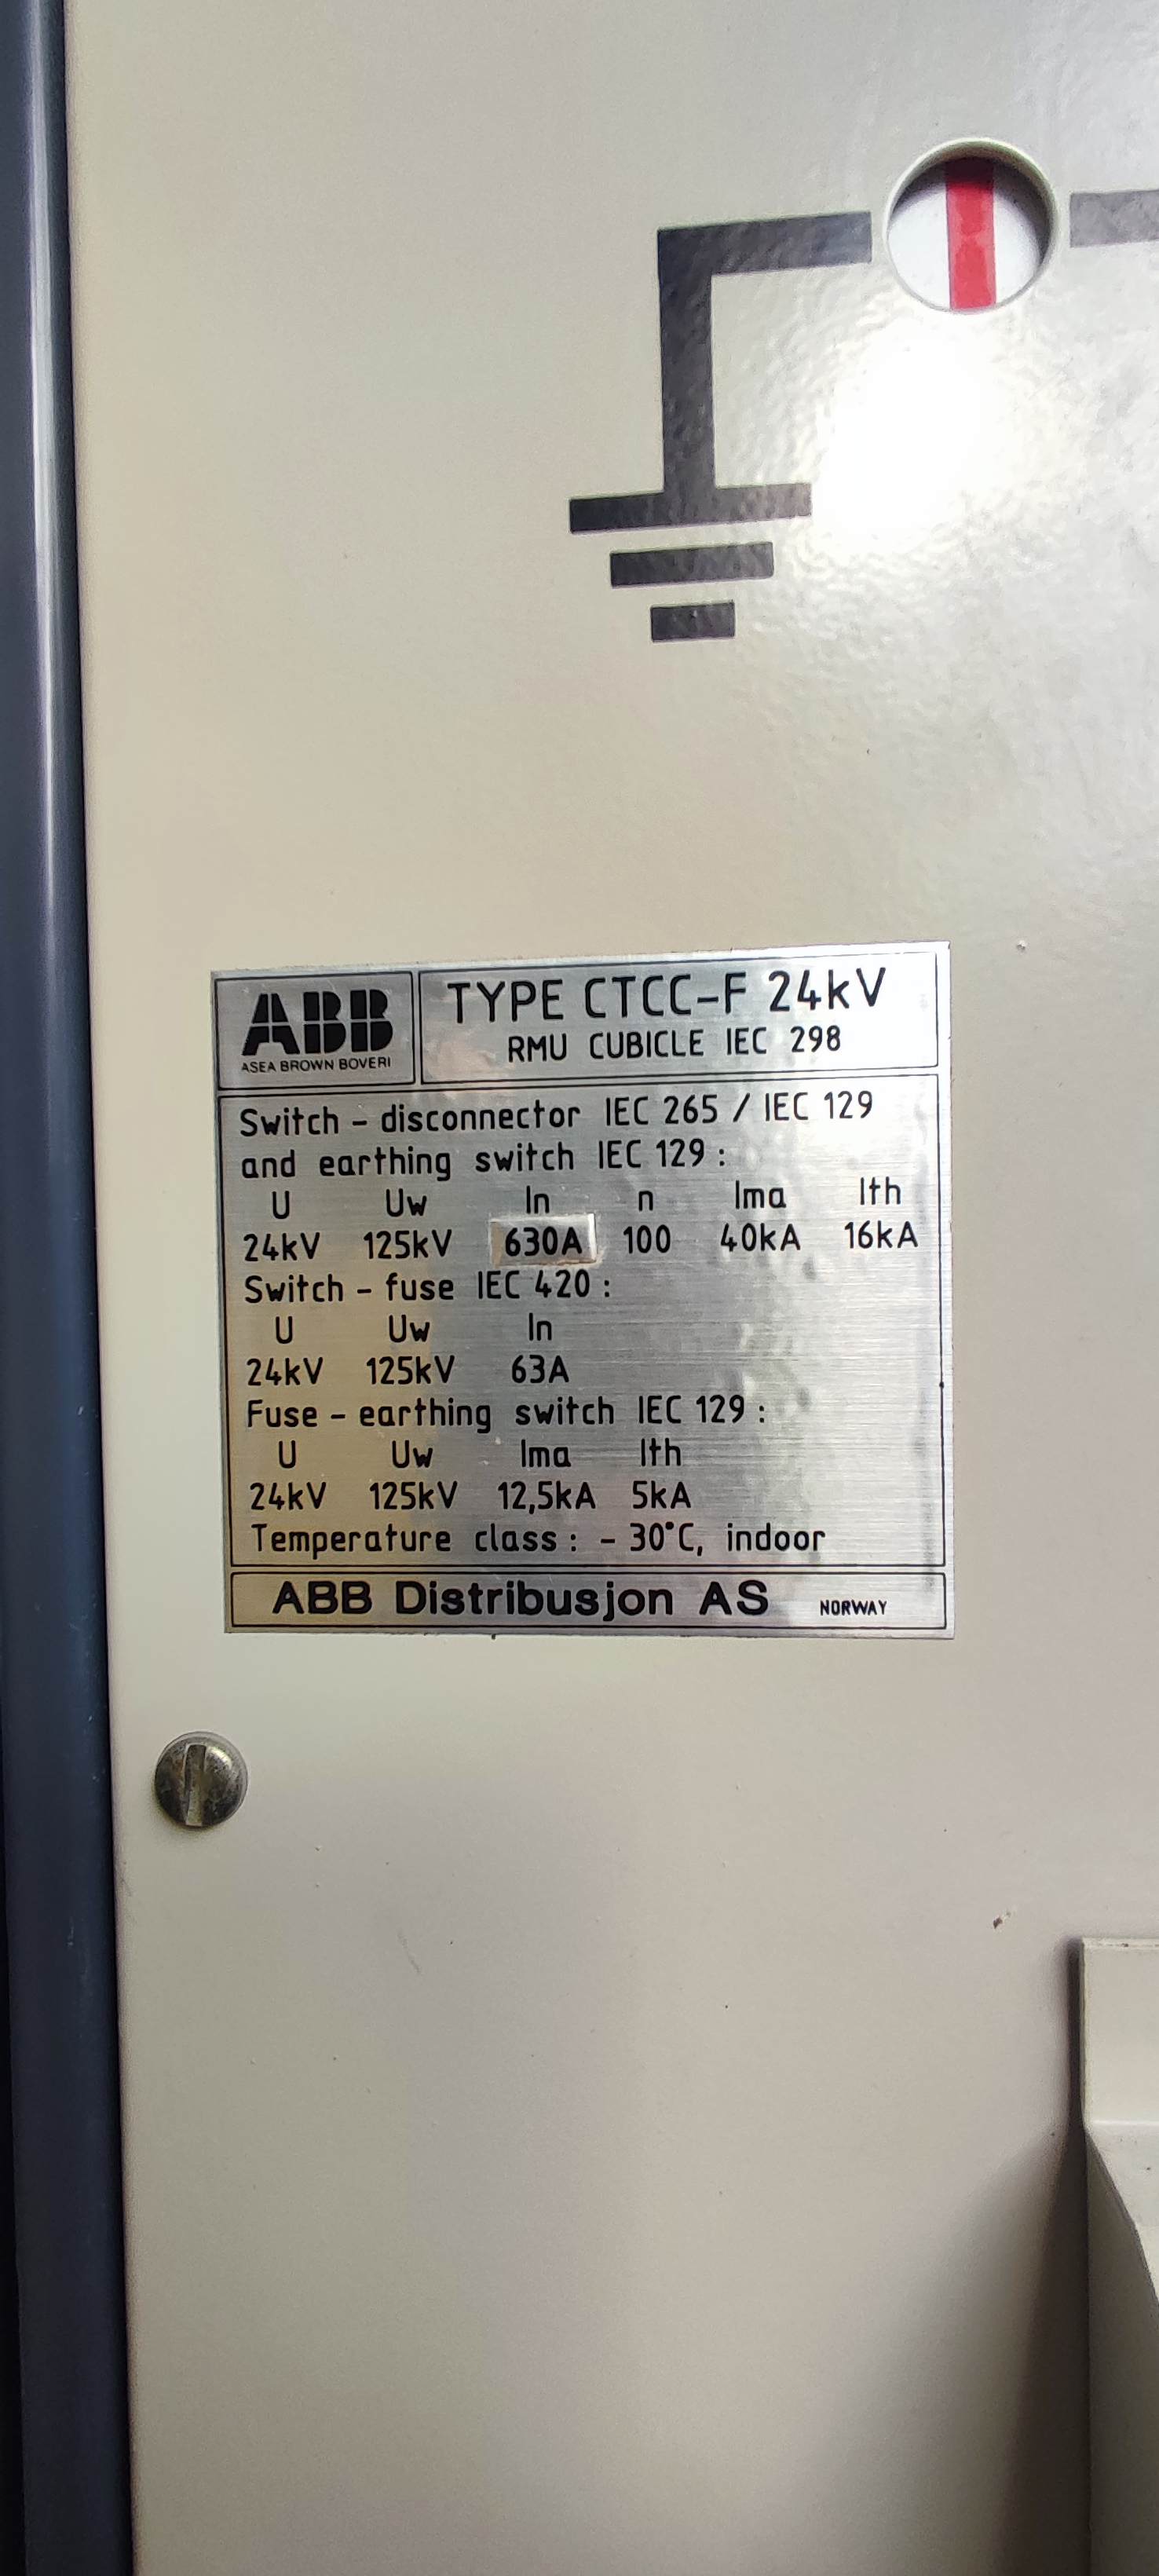 ABB
ASEA BROWN BOVERI
TYPE CTCC-F 24kV
RMU CUBICLE IEC 298
Switch - disconnector IEC 265 / IEC 129
and earthing switch IEC 129 :
U Uw In n Ima Ith
24kV 125kV 630A 100 40kA 16kA
Switch - fuse IEC 420 :
U Uw In
24kV 125kV 63A
Fuse - earthing switch IEC 129 :
U Uw Ima Ith
24kV 125kV 12,5kA 5kA
Temperature class : - 30°C, indoor
ABB Distribusjon AS NORWAY